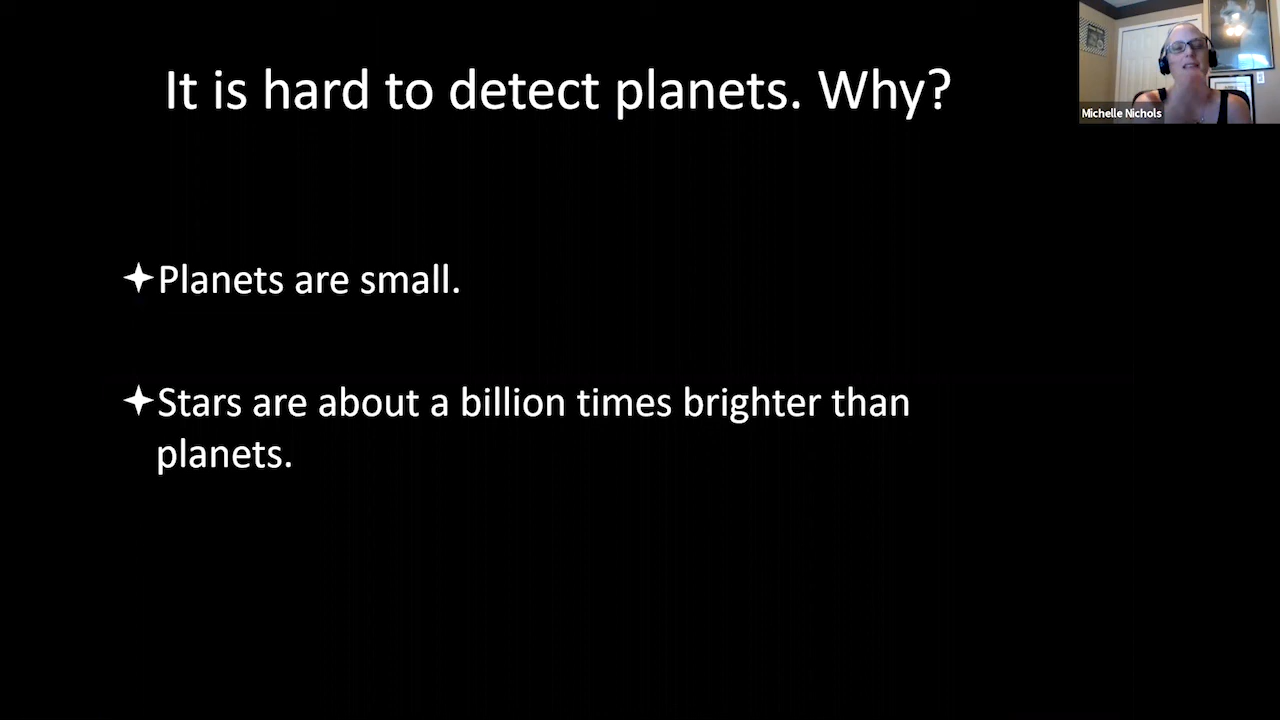 It is hard to detect planets. Why?
Michelle Nichols
Planets are small.
Stars are about a billion times brighter than
planets.